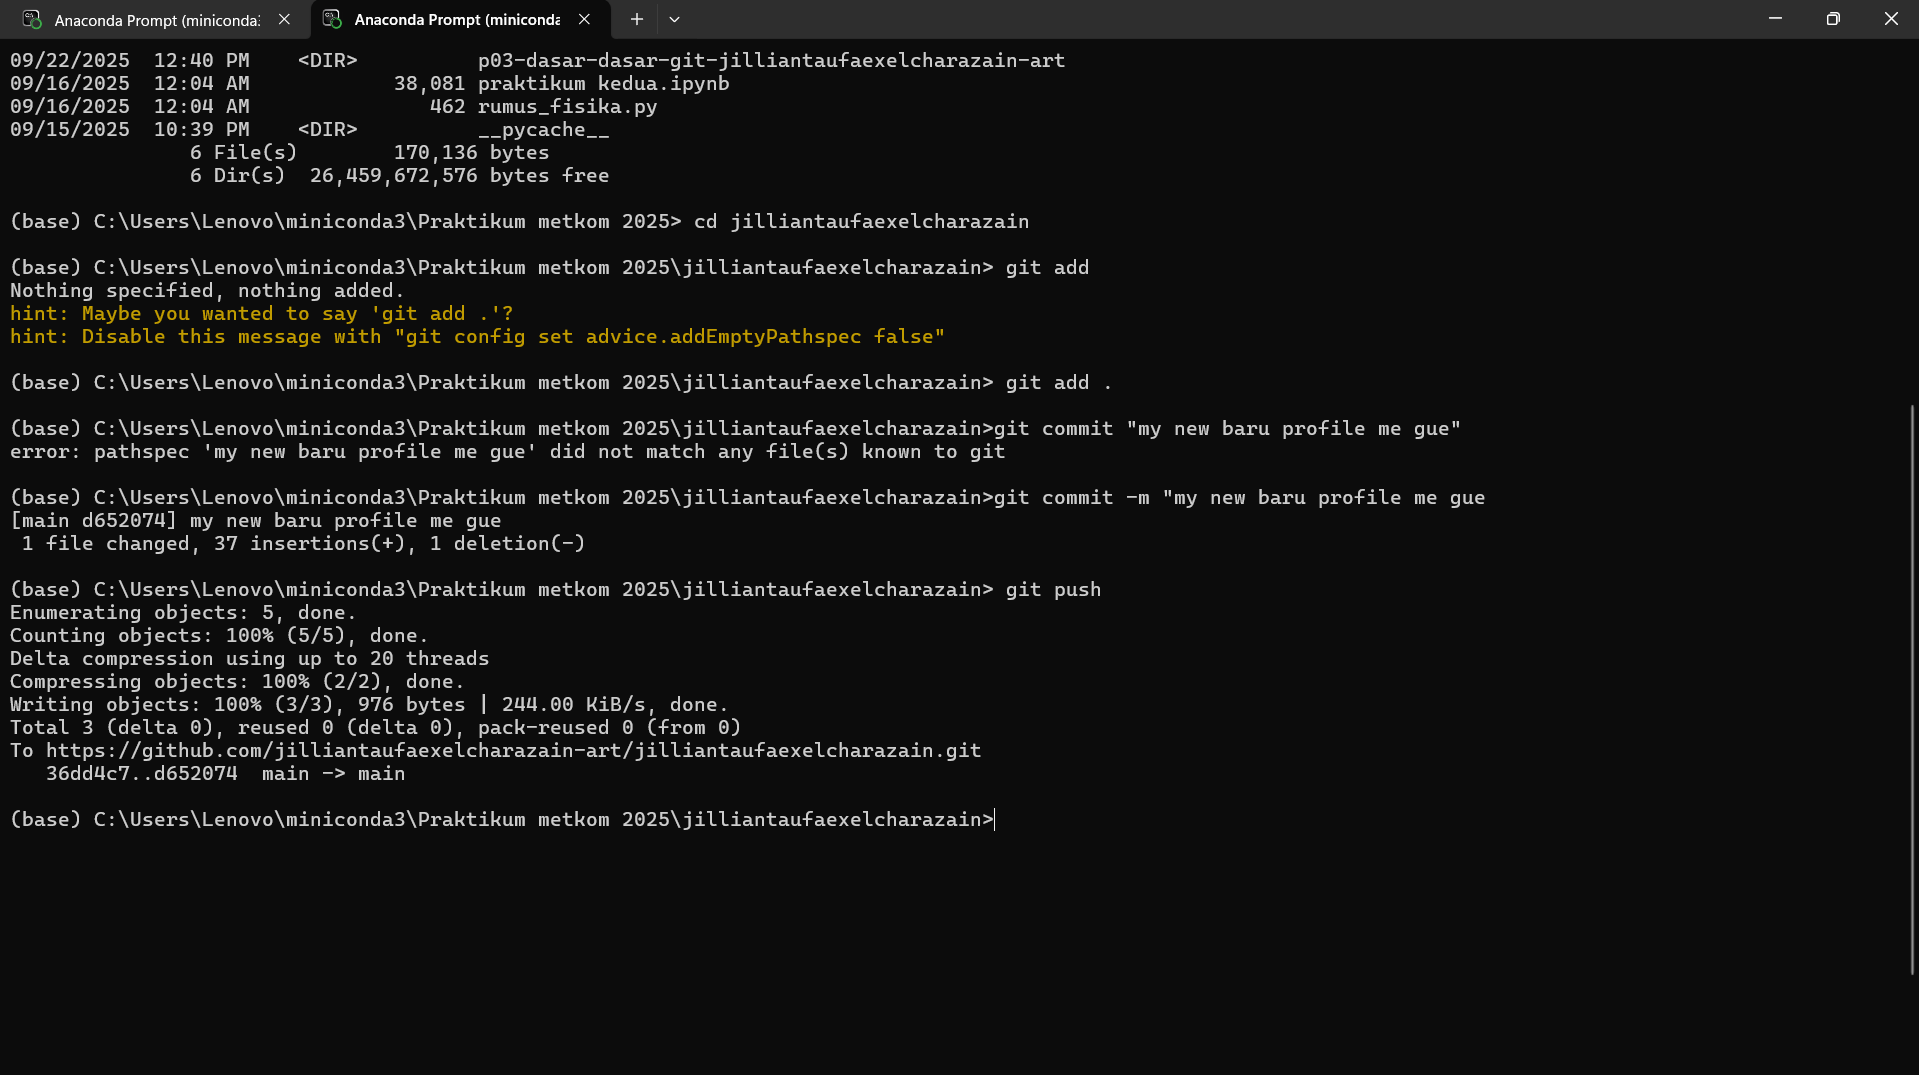 Anaconda Prompt (miniconda:
Anaconda Prompt (miniconda
09/22/2025  12:40 PM    <DIR>          p03-dasar-dasar-git-jilliantaufaexelcharazain-art
09/16/2025  12:04 AM            38,081 praktikum kedua.ipynb
09/16/2025  12:04 AM               462 rumus_fisika.py
09/15/2025  10:39 PM    <DIR>          __pycache__
               6 File(s)        170,136 bytes
               6 Dir(s)  26,459,672,576 bytes free
(base) C:\Users\Lenovo\miniconda3\Praktikum metkom 2025> cd jilliantaufaexelcharazain
(base) C:\Users\Lenovo\miniconda3\Praktikum metkom 2025\jilliantaufaexelcharazain> git add
Nothing specified, nothing added.
hint: Maybe you wanted to say 'git add .'?
hint: Disable this message with "git config set advice.addEmptyPathspec false"
(base) C:\Users\Lenovo\miniconda3\Praktikum metkom 2025\jilliantaufaexelcharazain> git add .
(base) C:\Users\Lenovo\miniconda3\Praktikum metkom 2025\jilliantaufaexelcharazain>git commit "my new baru profile me gue"
error: pathspec 'my new baru profile me gue' did not match any file(s) known to git
(base) C:\Users\Lenovo\miniconda3\Praktikum metkom 2025\jilliantaufaexelcharazain>git commit -m "my new baru profile me gue
[main d652074] my new baru profile me gue
 1 file changed, 37 insertions(+), 1 deletion(-)
(base) C:\Users\Lenovo\miniconda3\Praktikum metkom 2025\jilliantaufaexelcharazain> git push
Enumerating objects: 5, done.
Counting objects: 100% (5/5), done.
Delta compression using up to 20 threads
Compressing objects: 100% (2/2), done.
Writing objects: 100% (3/3), 976 bytes | 244.00 KiB/s, done.
Total 3 (delta 0), reused 0 (delta 0), pack-reused 0 (from 0)
To https://github.com/jilliantaufaexelcharazain-art/jilliantaufaexelcharazain.git
   36dd4c7..d652074  main -> main
(base) C:\Users\Lenovo\miniconda3\Praktikum metkom 2025\jilliantaufaexelcharazain>